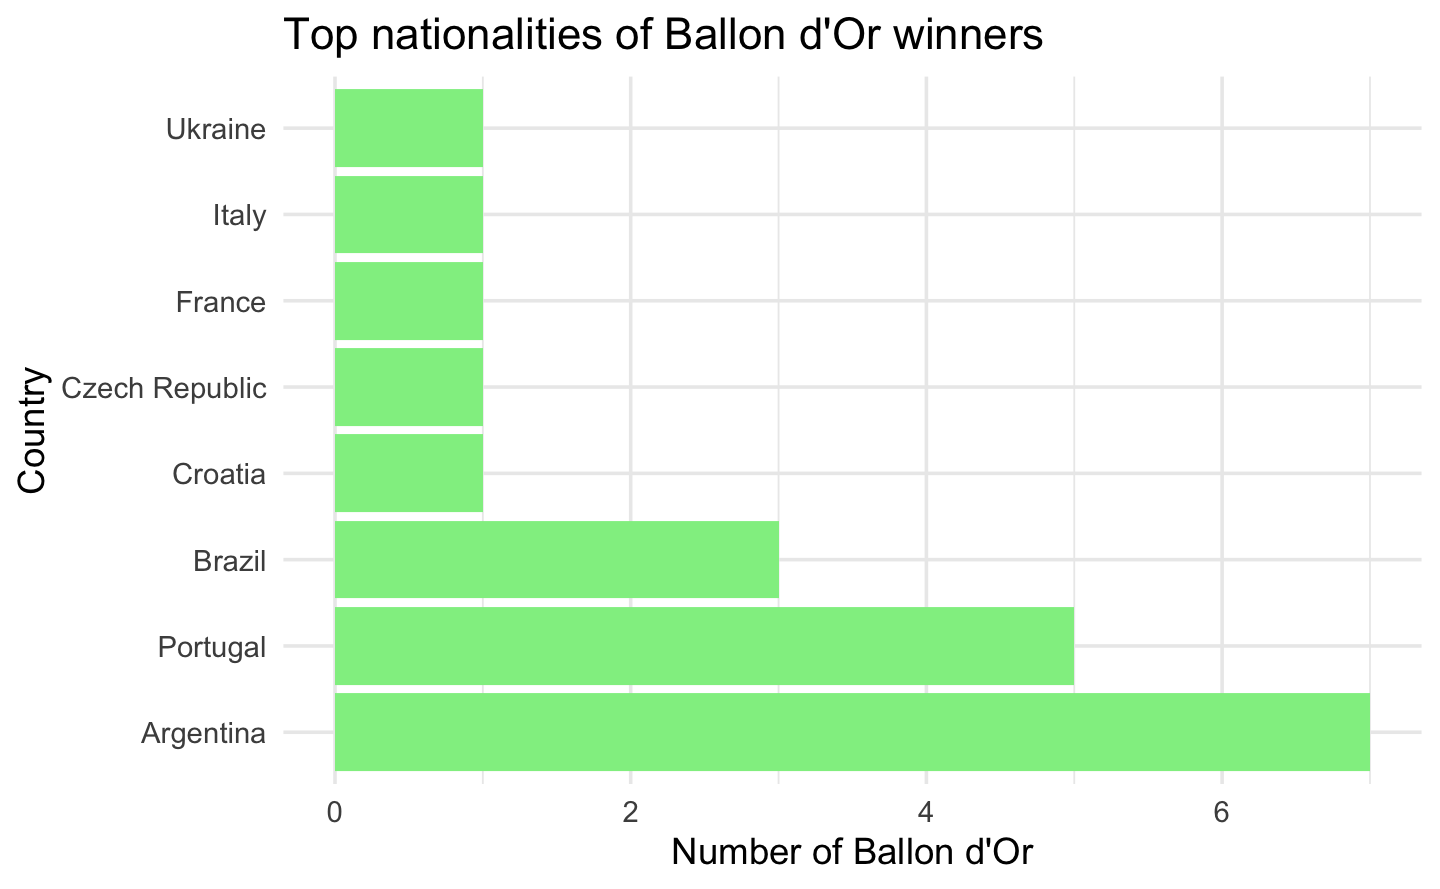 Top nationalities of Ballon d'Or winners
Ukraine
Italy
France
Czech Republic
Croatia
Brazil
Portugal
Argentina
Country
0 2 4 6
Number of Ballon d'Or